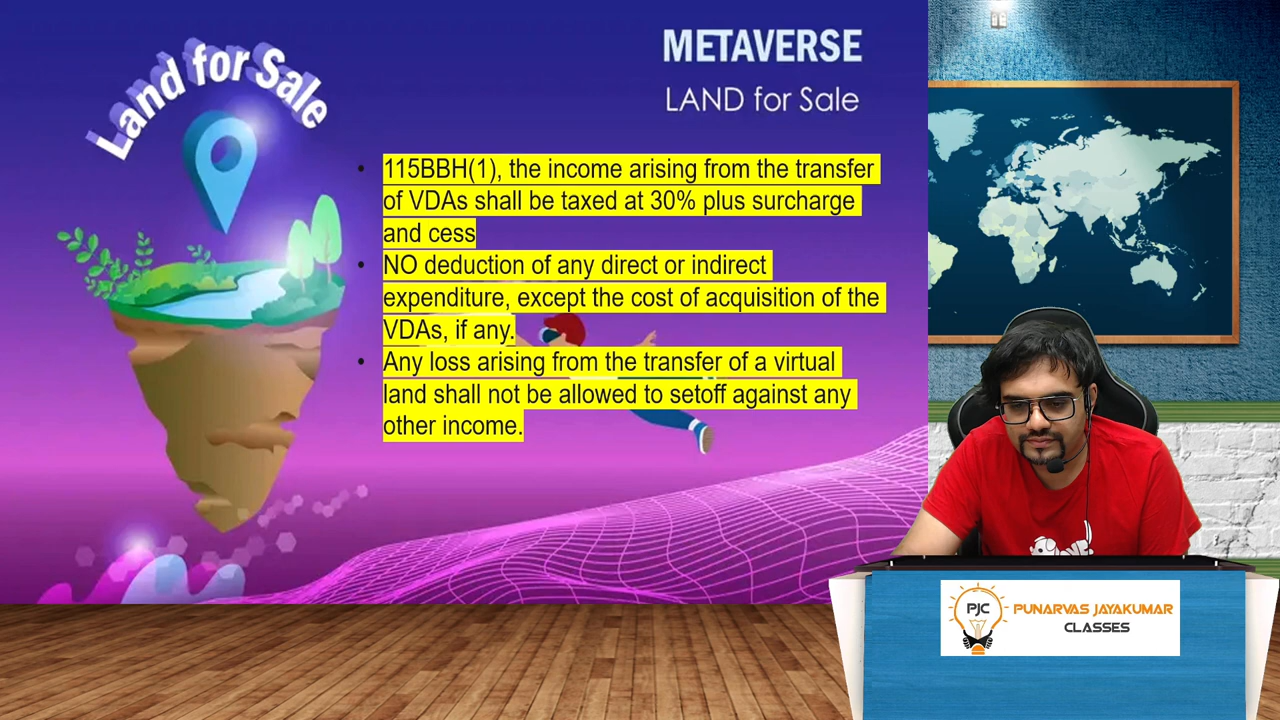 Land for Sale
METAVERSE
LAND for Sale
• 115BBH(1), the income arising from the transfer
of VDAs shall be taxed at 30% plus surcharge
and cess
• NO deduction of any direct or indirect
expenditure, except the cost of acquisition of the
VDAs, if any.
• Any loss arising from the transfer of a virtual
land shall not be allowed to setoff against any
other income.
PJC
PUNARVAS JAYAKUMAR
CLASSES